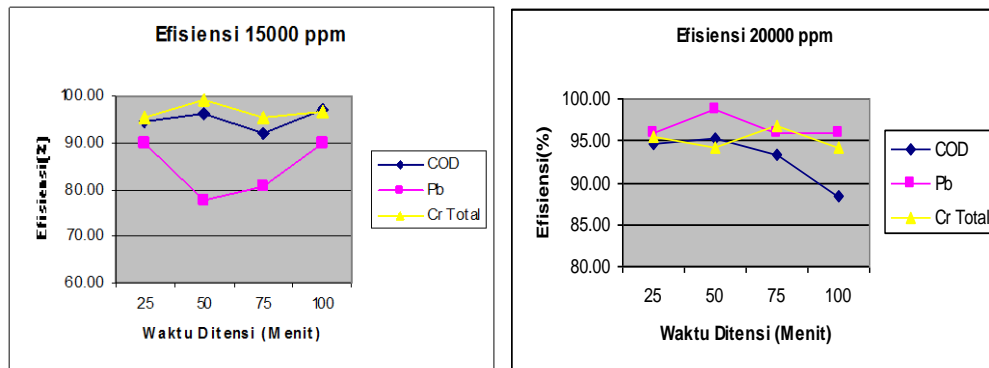 Efisiensi 15000 ppm
100.00
90.00
80.00
70.00
60.00
Efisiensi(%)
25 50 75 100
Waktu Ditensi (Menit)
COD
Pb
Cr Total
Efisiensi 20000 ppm
100.00
95.00
90.00
85.00
80.00
Efisiensi(%)
25 50 75 100
Waktu Ditensi (Menit)
COD
Pb
Cr Total